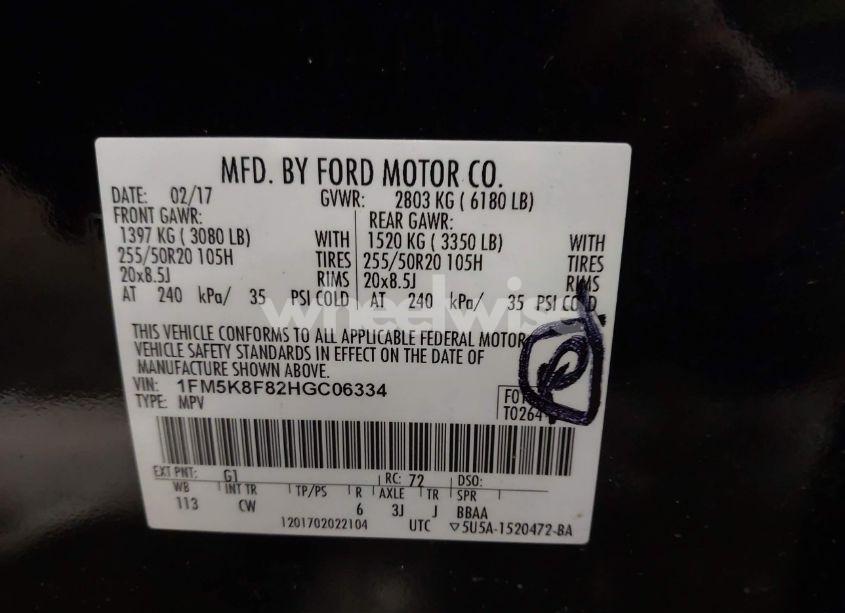 MFD. BY FORD MOTOR CO.
DATE: 02/17 GVWR: 2803 KG ( 6180 LB)
FRONT GAWR: REAR GAWR:
1397 KG ( 3080 LB) WITH 1520 KG ( 3350 LB) WITH
255/50R20 105H TIRES 255/50R20 105H TIRES
20x8.5J RIMS 20x8.5J RIMS
AT 240 kPa/ 35 PSI COLD AT 240 kPa/ 35 PSI COLD
wheelwise
THIS VEHICLE CONFORMS TO ALL APPLICABLE FEDERAL MOTOR
VEHICLE SAFETY STANDARDS IN EFFECT ON THE DATE OF
MANUFACTURE SHOWN ABOVE.
VIN: 1FM5K8F82HGC06334
TYPE: MPV
T0264
EXT PNT: G1 RC: 72 DSO:
WB INT TR TP/PS R AXLE TR SPR
113 CW 6 3J J BBAA
1201702022104 UTC ▽5U5A-1520472-BA